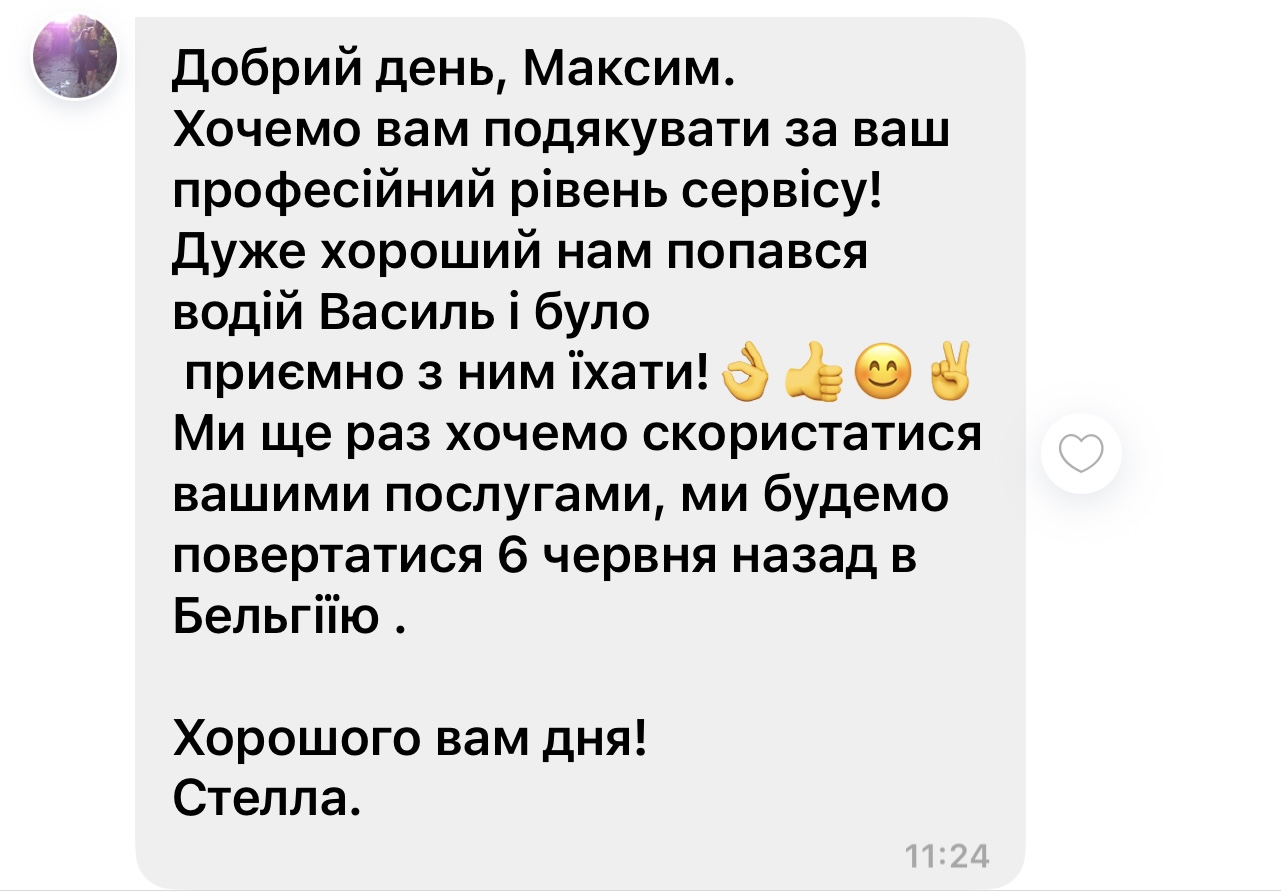 Добрий день, Максим.
Хочемо вам подякувати за ваш
професійний рівень сервісу!
Дуже хороший нам попався
водій Василь і було
приємно з ним їхати!👌👍😊✌️
Ми ще раз хочемо скористатися
вашими послугами, ми будемо
повертатися 6 червня назад в
Бельгіїю .
Хорошого вам дня!
Стелла.
11:24